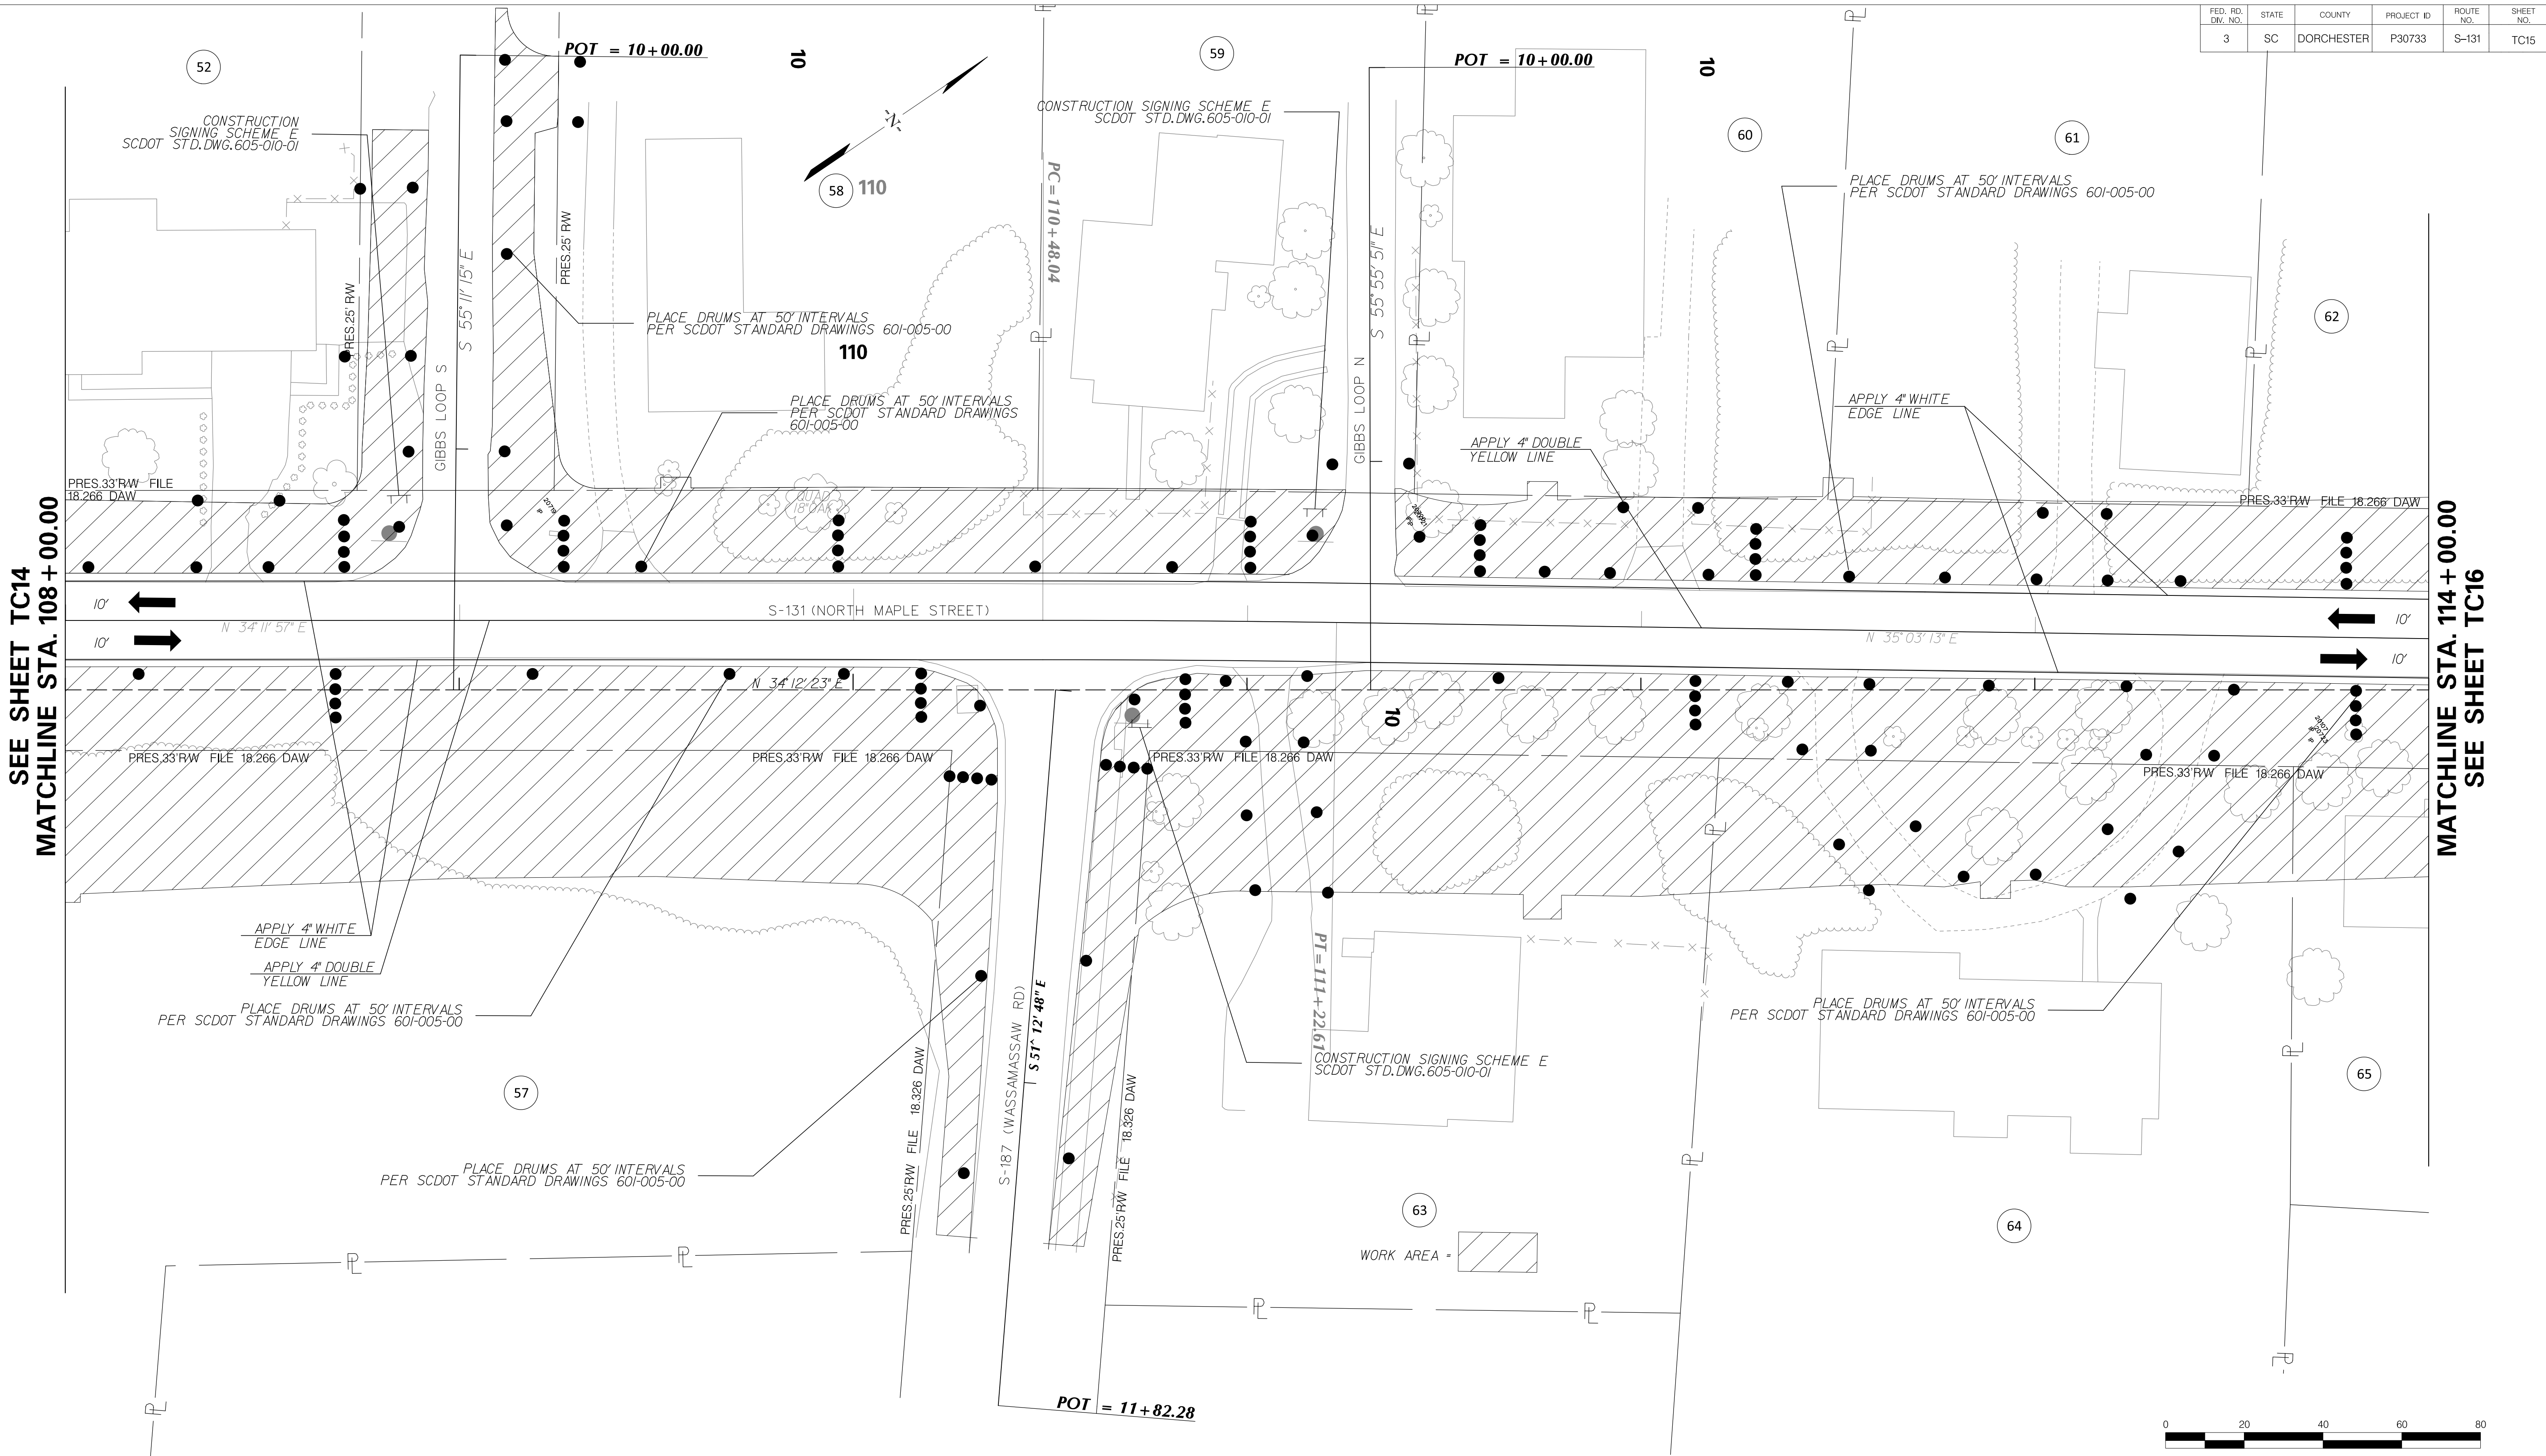 FED. RD. DIV. NO. STATE COUNTY PROJECT ID ROUTE NO. SHEET NO.
3 SC DORCHESTER P30733 S-131 TC15
52
POT = 10+00.00
10
59
POT = 10+00.00
10
60
61
CONSTRUCTION
SIGNING SCHEME E
SCDOT STD.DWG.605-010-01
-N-
CONSTRUCTION SIGNING SCHEME E
SCDOT STD.DWG.605-010-01
58
110
PC=110+48.04
PLACE DRUMS AT 50' INTERVALS
PER SCDOT STANDARD DRAWINGS 601-005-00
PRES.25' R/W
GIBBS LOOP S
S 55° 11' 15" E
PRES.25' R/W
PLACE DRUMS AT 50' INTERVALS
PER SCDOT STANDARD DRAWINGS 601-005-00
110
GIBBS LOOP N
S 55° 55' 51" E
62
PLACE DRUMS AT 50' INTERVALS
PER SCDOT STANDARD DRAWINGS
601-005-00
APPLY 4" DOUBLE
YELLOW LINE
APPLY 4" WHITE
EDGE LINE
PRES.33'R/W FILE
18.266 DAW
QUAD
18"OAK
PRES.33'R/W FILE 18.266 DAW
SEE SHEET TC14
MATCHLINE STA. 108+00.00
MATCHLINE STA. 114+00.00
SEE SHEET TC16
10'
10'
N 34° 11' 57" E
S-131 (NORTH MAPLE STREET)
N 35° 03' 13" E
10'
10'
N 34° 12' 23" E
10
PRES.33'R/W FILE 18.266 DAW
PRES.33'R/W FILE 18.266 DAW
PRES.33'R/W FILE 18.266 DAW
PRES.33'R/W FILE 18.266 DAW
APPLY 4" WHITE
EDGE LINE
APPLY 4" DOUBLE
YELLOW LINE
PLACE DRUMS AT 50' INTERVALS
PER SCDOT STANDARD DRAWINGS 601-005-00
PT=111+22.61
PLACE DRUMS AT 50' INTERVALS
PER SCDOT STANDARD DRAWINGS 601-005-00
CONSTRUCTION SIGNING SCHEME E
SCDOT STD.DWG.605-010-01
57
65
PRES.25'R/W FILE 18.326 DAW
S-187 (WASSAMASSAW RD)
S 51^ 12' 48" E
PRES.25'R/W FILE 18.326 DAW
PLACE DRUMS AT 50' INTERVALS
PER SCDOT STANDARD DRAWINGS 601-005-00
63
64
WORK AREA =
POT = 11+82.28
0 20 40 60 80